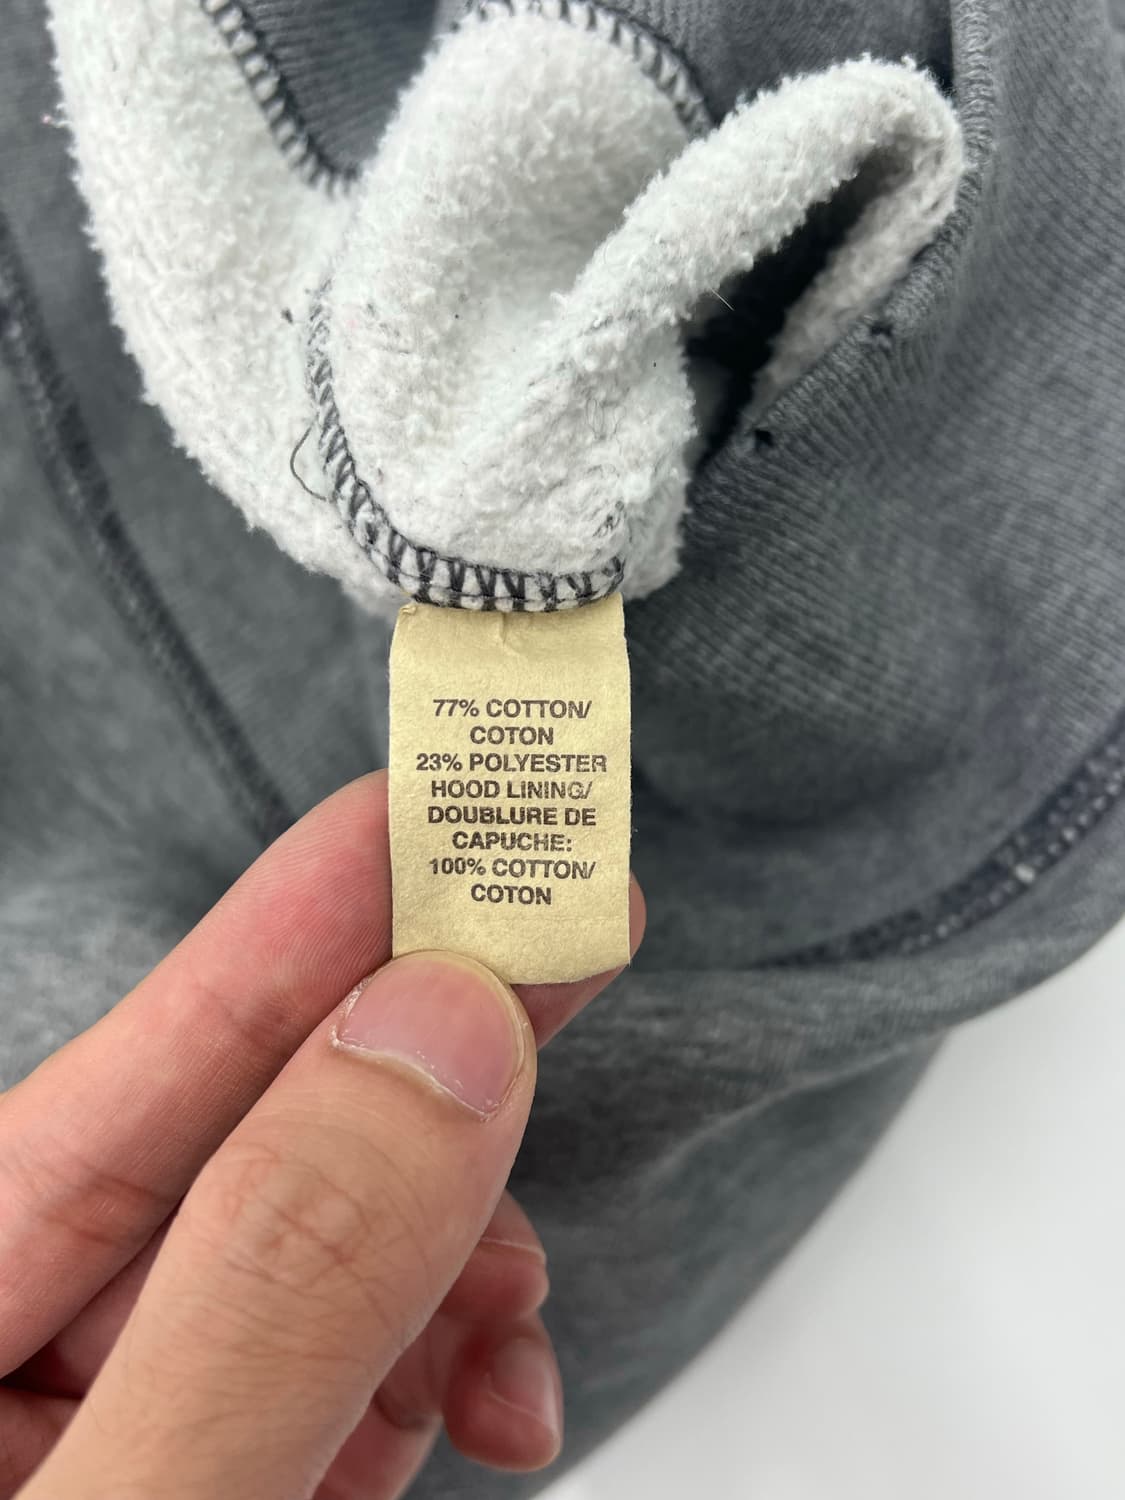 77% COTTON/
COTON
23% POLYESTER
HOOD LINING/
DOUBLURE DE
CAPUCHE:
100% COTTON/
COTON